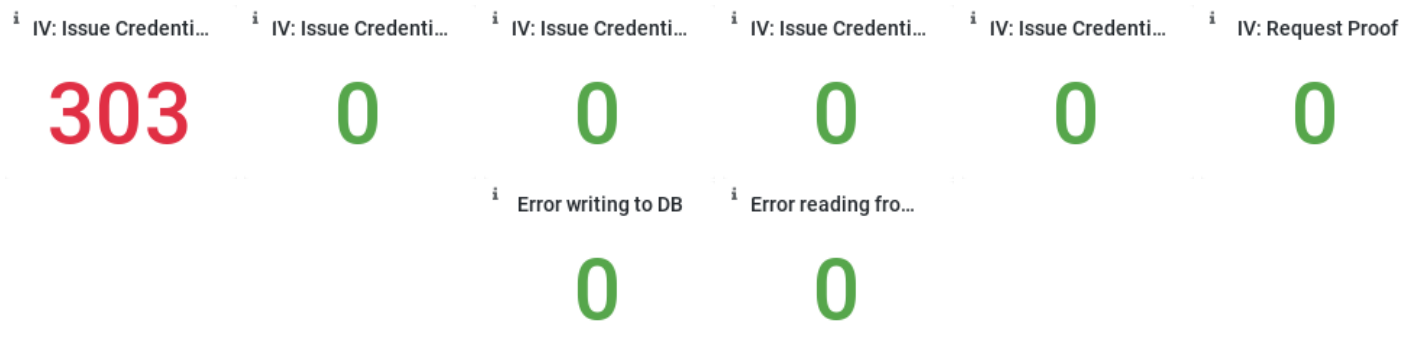 IV: Issue Credenti...
IV: Issue Credenti...
IV: Issue Credenti...
IV: Issue Credenti...
IV: Issue Credenti...
IV: Request Proof
303
0
0
0
0
0
Error writing to DB
Error reading fro...
0
0